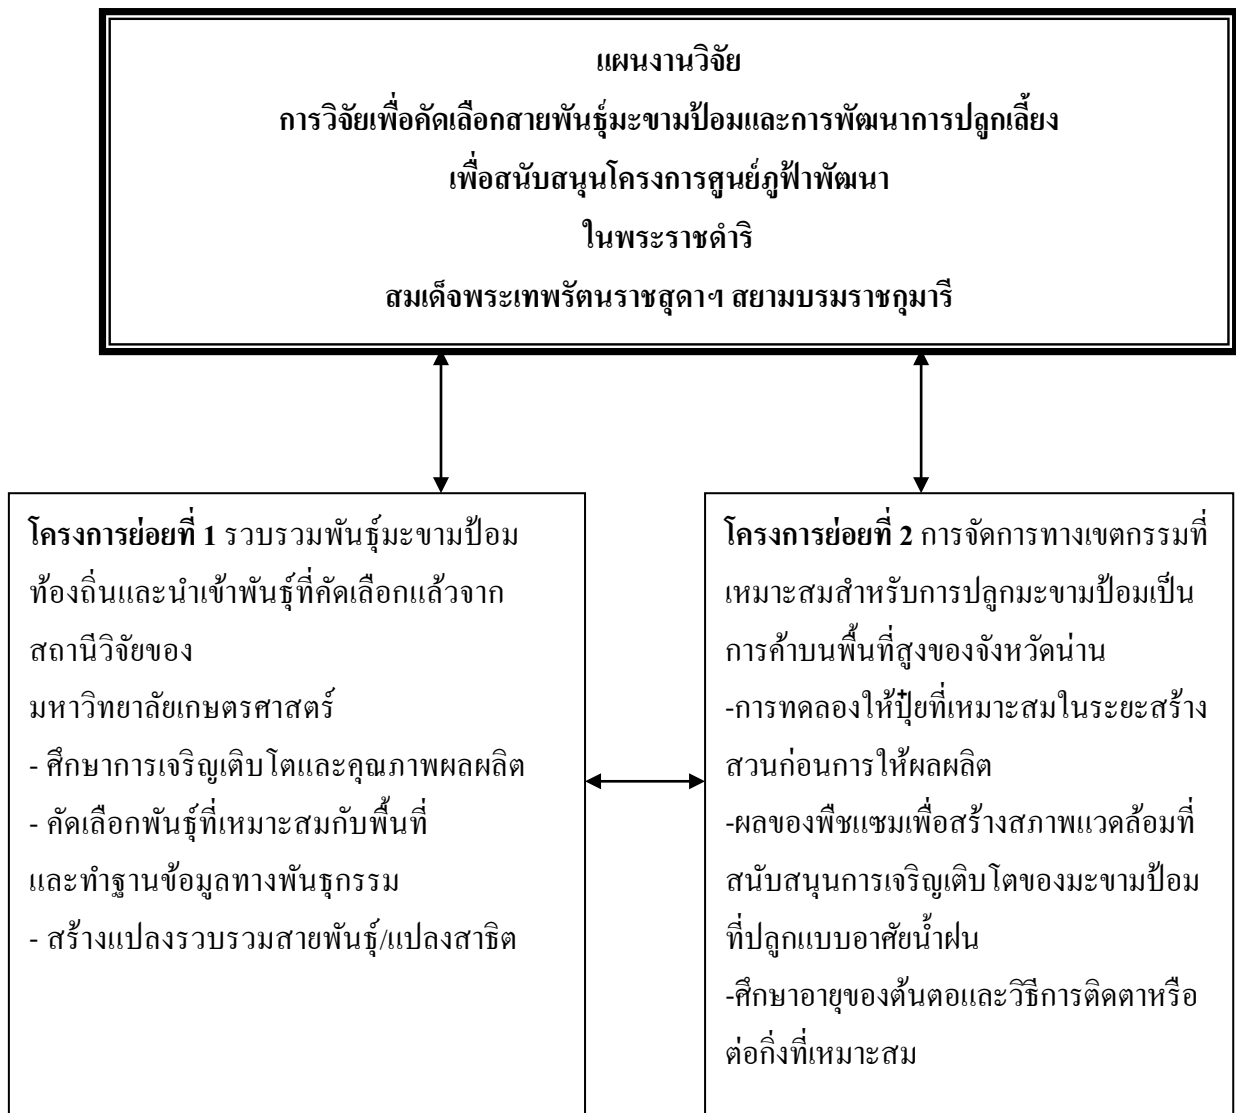 แผนงานวิจัย
การวิจัยเพื่อคัดเลือกสายพันธุ์มะขามป้อมและการพัฒนาการปลูกเลี้ยง
เพื่อสนับสนุนโครงการศูนย์ภูฟ้าพัฒนา
ในพระราชดำริ
สมเด็จพระเทพรัตนราชสุดาฯ สยามบรมราชกุมารี
โครงการย่อยที่ 1 รวบรวมพันธุ์มะขามป้อม
ท้องถิ่นและนำเข้าพันธุ์ที่คัดเลือกแล้วจาก
สถานีวิจัยของ
มหาวิทยาลัยเกษตรศาสตร์
- ศึกษาการเจริญเติบโตและคุณภาพผลผลิต
- คัดเลือกพันธุ์ที่เหมาะสมกับพื้นที่
และทำฐานข้อมูลทางพันธุกรรม
- สร้างแปลงรวบรวมสายพันธุ์/แปลงสาธิต
โครงการย่อยที่ 2 การจัดการทางเขตกรรมที่
เหมาะสมสำหรับการปลูกมะขามป้อมเป็น
การค้าบนพื้นที่สูงของจังหวัดน่าน
-การทดลองให้ปุ๋ยที่เหมาะสมในระยะสร้าง
สวนก่อนการให้ผลผลิต
-ผลของพืชแซมเพื่อสร้างสภาพแวดล้อมที่
สนับสนุนการเจริญเติบโตของมะขามป้อม
ที่ปลูกแบบอาศัยน้ำฝน
-ศึกษาอายุของต้นตอและวิธีการติดตาหรือ
ต่อกิ่งที่เหมาะสม